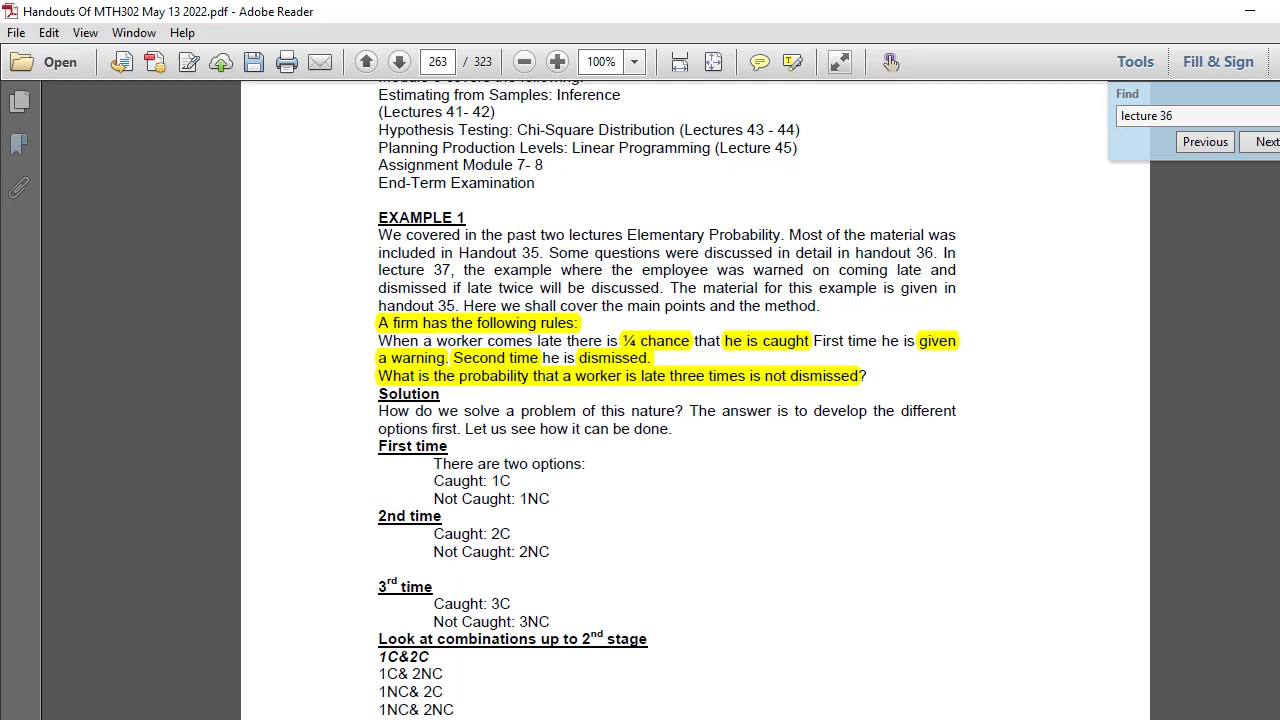 Handouts Of MTH302 May 13 2022.pdf - Adobe Reader
File Edit View Window Help
Open 263 / 323 100% Tools Fill & Sign
Find
lecture 36
Previous Next
Estimating from Samples: Inference
(Lectures 41- 42)
Hypothesis Testing: Chi-Square Distribution (Lectures 43 - 44)
Planning Production Levels: Linear Programming (Lecture 45)
Assignment Module 7- 8
End-Term Examination
EXAMPLE 1
We covered in the past two lectures Elementary Probability. Most of the material was
included in Handout 35. Some questions were discussed in detail in handout 36. In
lecture 37, the example where the employee was warned on coming late and
dismissed if late twice will be discussed. The material for this example is given in
handout 35. Here we shall cover the main points and the method.
A firm has the following rules:
When a worker comes late there is ¼ chance that he is caught First time he is given
a warning. Second time he is dismissed.
What is the probability that a worker is late three times is not dismissed?
Solution
How do we solve a problem of this nature? The answer is to develop the different
options first. Let us see how it can be done.
First time
There are two options:
Caught: 1C
Not Caught: 1NC
2nd time
Caught: 2C
Not Caught: 2NC
3rd time
Caught: 3C
Not Caught: 3NC
Look at combinations up to 2nd stage
1C&2C
1C& 2NC
1NC& 2C
1NC& 2NC